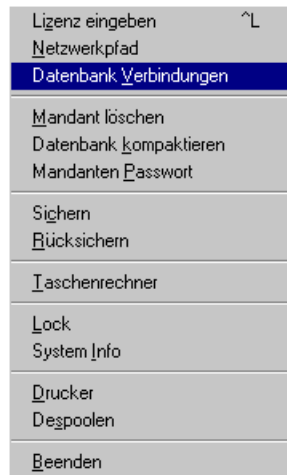 Lizenz eingeben ^L
Netzwerkpfad
Datenbank Verbindungen
Mandant löschen
Datenbank kompaktieren
Mandanten Passwort
Sichern
Rücksichern
Taschenrechner
Lock
System Info
Drucker
Despoolen
Beenden